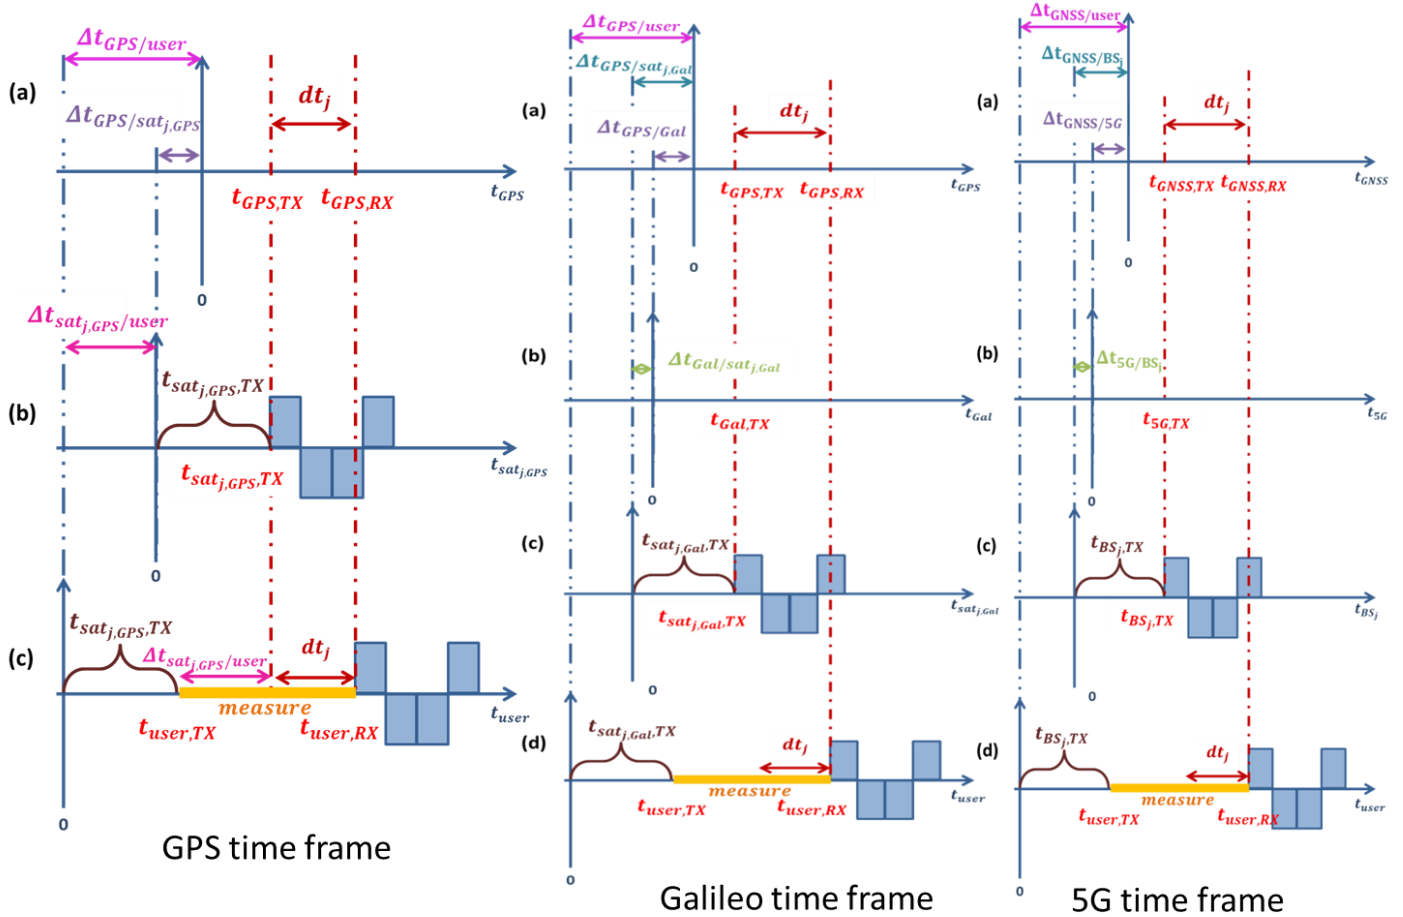 Δt_GPS/user
(a)
dt_j
Δt_GPS/sat_j,GPS
t_GPS
t_GPS,TX
t_GPS,RX
0
Δt_sat_j,GPS/user
t_sat_j,GPS,TX
(b)
t_sat_j,GPS
t_sat_j,GPS,TX
0
t_sat_j,GPS,TX
(c)
Δt_sat_j,GPS/user
dt_j
measure
t_user
t_user,TX
t_user,RX
0
GPS time frame
Δt_GPS/user
Δt_GPS/sat_j,Gal
(a)
dt_j
Δt_GPS/Gal
t_GPS,TX
t_GPS,RX
t_GPS
0
(b)
Δt_Gal/sat_j,Gal
t_Gal,TX
t_Gal
0
(c)
t_sat_j,Gal,TX
t_sat_j,Gal
t_sat_j,Gal,TX
0
t_sat_j,Gal,TX
(d)
dt_j
measure
t_user,TX
t_user,RX
t_user
0
Galileo time frame
Δt_GNSS/user
Δt_GNSS/BS_j
(a)
dt_j
Δt_GNSS/5G
t_GNSS,TX
t_GNSS,RX
t_GNSS
0
(b)
Δt_5G/BS_j
t_5G,TX
t_5G
0
(c)
t_BS_j,TX
t_BS_j
t_BS_j,TX
0
t_BS_j,TX
(d)
dt_j
measure
t_user,TX
t_user,RX
t_user
0
5G time frame